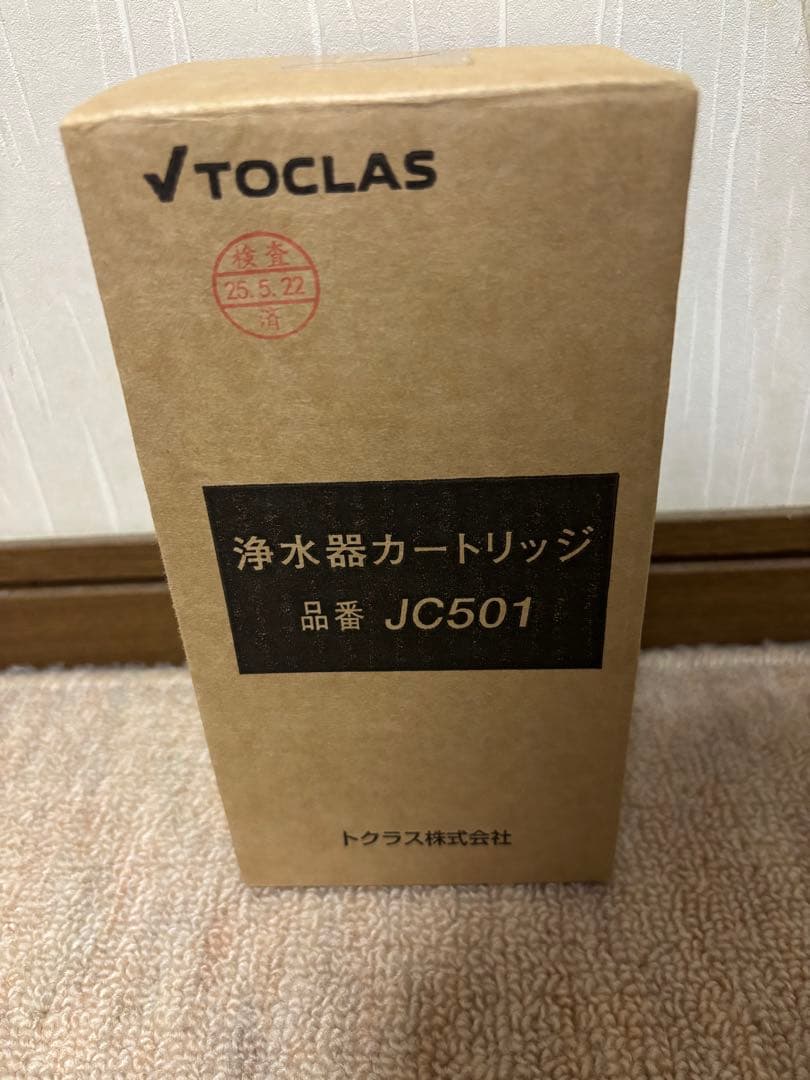 TOCLAS
検査
25.5.22
済
浄水器カートリッジ
品番 JC501
トクラス株式会社